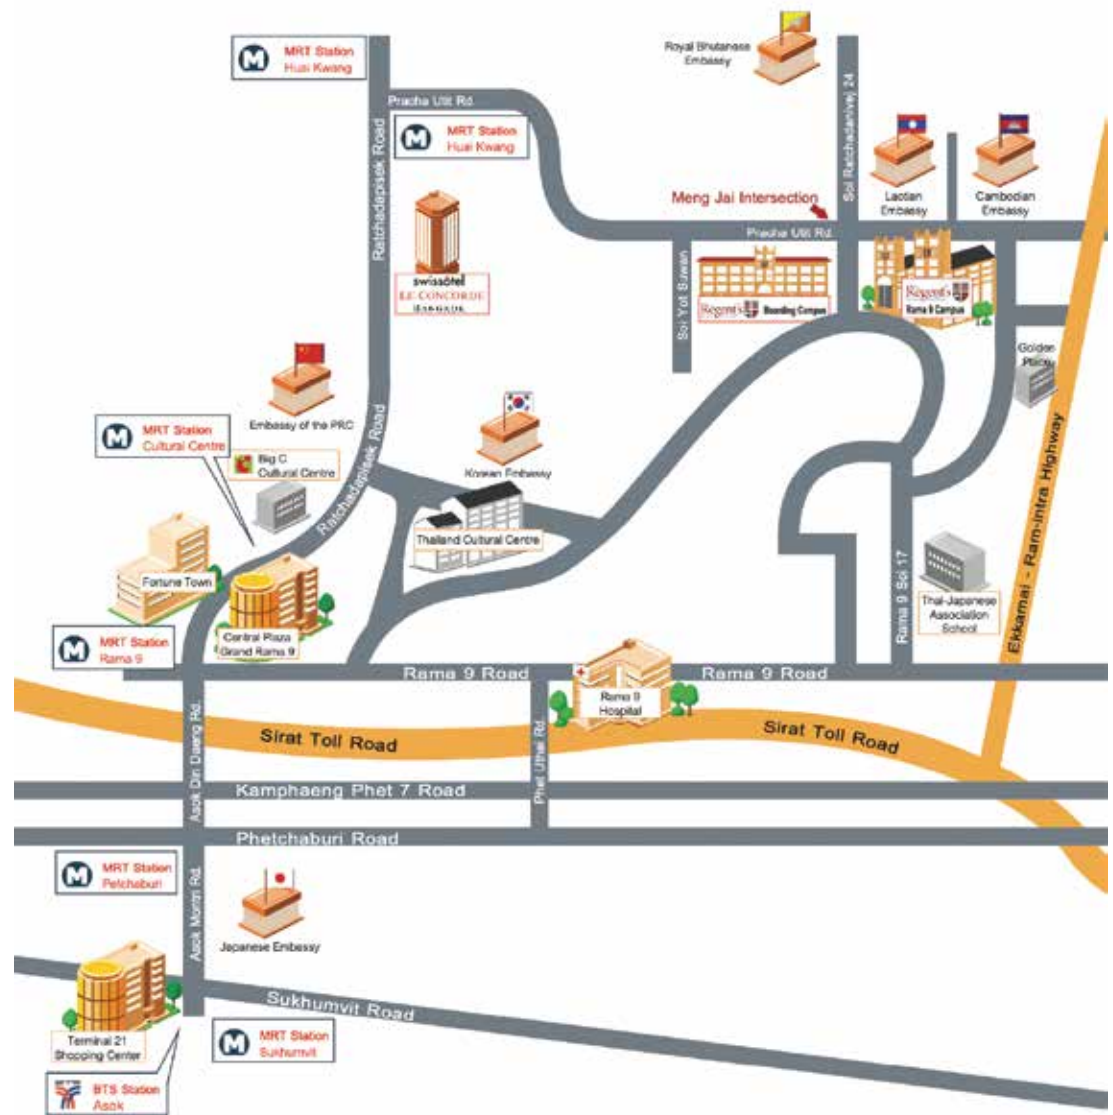 MRT Station
Huai Kwang
Pracha Utit Rd.
MRT Station
Huai Kwang
Ratchadapisek Road
Royal Bhutanese
Embassy
Soi Ratchadanivej 24
Laotian
Embassy
Cambodian
Embassy
Meng Jai Intersection
Pracha Utit Rd.
Soi Yot Suwan
Regent's
Boarding Campus
Regent's
Rama 9 Campus
swissôtel
LE CONCORDE
BANGKOK
Golden
Place
Embassy of the PRC
MRT Station
Cultural Centre
Big C
Cultural Centre
Ratchadapisek Road
Korean Embassy
Thailand Cultural Centre
Ekkamai - Ram-intra Highway
Fortune Town
Rama 9 Soi 17
Thai-Japanese
Association
School
Central Plaza
Grand Rama 9
MRT Station
Rama 9
Rama 9 Road
Rama 9 Road
Rama 9
Hospital
Asok Din Daeng Rd.
Sirat Toll Road
Sirat Toll Road
Phet Uthai Rd.
Kamphaeng Phet 7 Road
Phetchaburi Road
MRT Station
Petchaburi
Asok Montri Rd.
Japanese Embassy
Sukhumvit Road
Terminal 21
Shopping Center
MRT Station
Sukhumvit
BTS Station
Asok